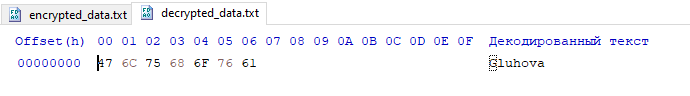 encrypted_data.txt decrypted_data.txt
Offset(h) 00 01 02 03 04 05 06 07 08 09 0A 0B 0C 0D 0E 0F Декодированный текст
00000000 47 6C 75 68 6F 76 61 Gluhova